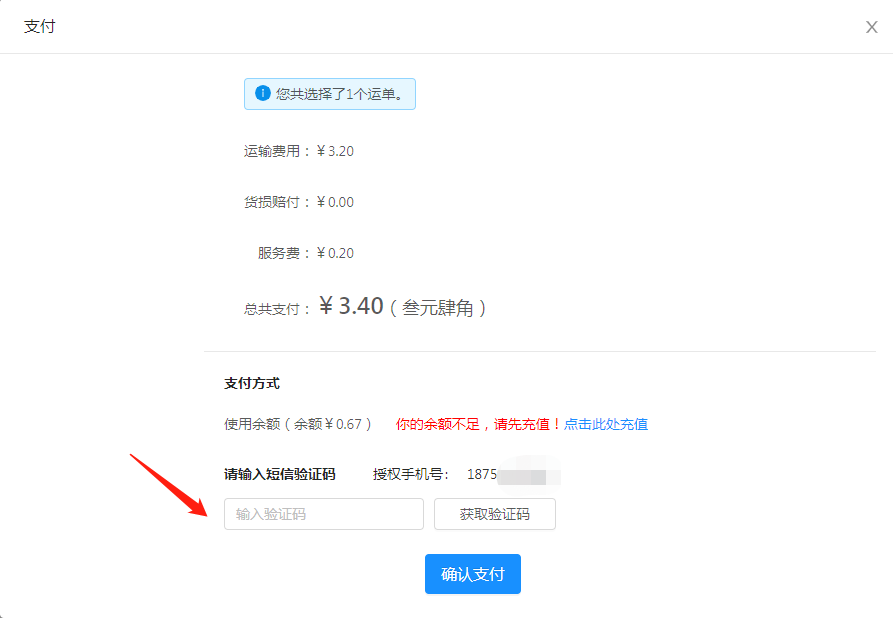 支付
您共选择了1个运单。
运输费用：￥3.20
货损赔付：￥0.00
服务费：￥0.20
总共支付：￥3.40（叁元肆角）
支付方式
使用余额（余额￥0.67） 你的余额不足，请先充值！点击此处充值
请输入短信验证码 授权手机号： 1875
输入验证码 获取验证码
确认支付